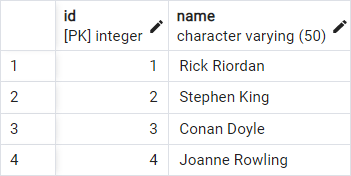 id name
[PK] integer character varying (50)
1 1 Rick Riordan
2 2 Stephen King
3 3 Conan Doyle
4 4 Joanne Rowling